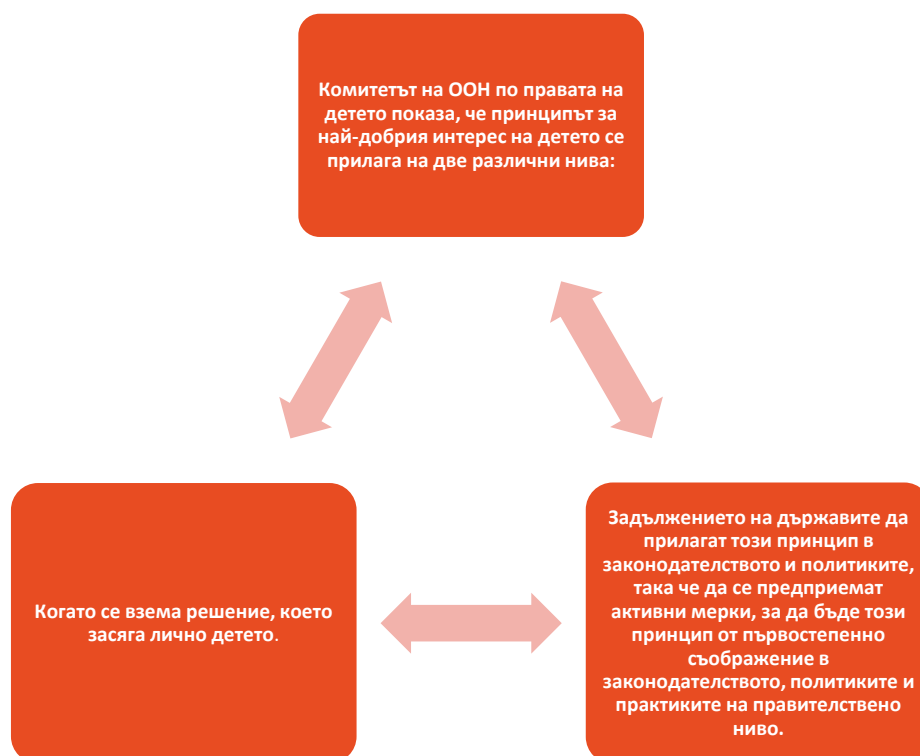 Комитетът на ООН по правата на
детето показа, че принципът за
най-добрия интерес на детето се
прилага на две различни нива:
Когато се взема решение, което
засяга лично детето.
Задължението на държавите да
прилагат този принцип в
законодателството и политиките,
така че да се предприемат
активни мерки, за да бъде този
принцип от първостепенно
съображение в
законодателството, политиките и
практиките на правителствено
ниво.